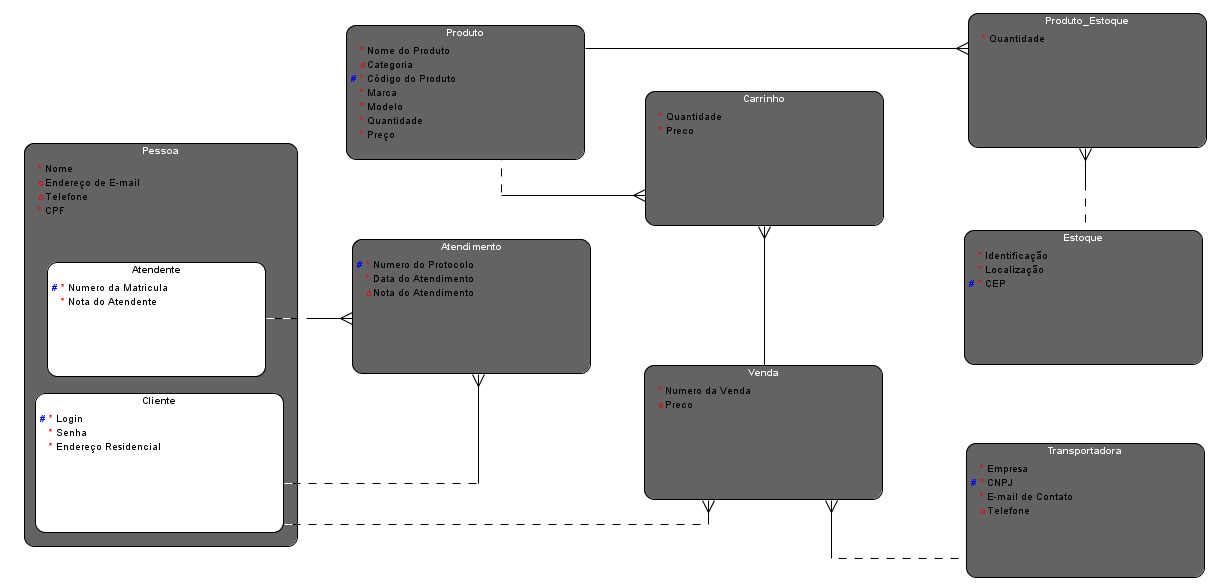 Produto
* Nome do Produto
o Categoria
# * Código do Produto
* Marca
* Modelo
* Quantidade
* Preço
Produto_Estoque
* Quantidade
Carrinho
* Quantidade
* Preco
Pessoa
* Nome
o Endereço de E-mail
o Telefone
* CPF
Atendente
# * Numero da Matricula
* Nota do Atendente
Cliente
# * Login
* Senha
* Endereço Residencial
Atendimento
# * Numero do Protocolo
* Data do Atendimento
o Nota do Atendimento
Estoque
* Identificação
* Localização
# * CEP
Venda
* Numero da Venda
o Preco
Transportadora
* Empresa
# * CNPJ
* E-mail de Contato
o Telefone